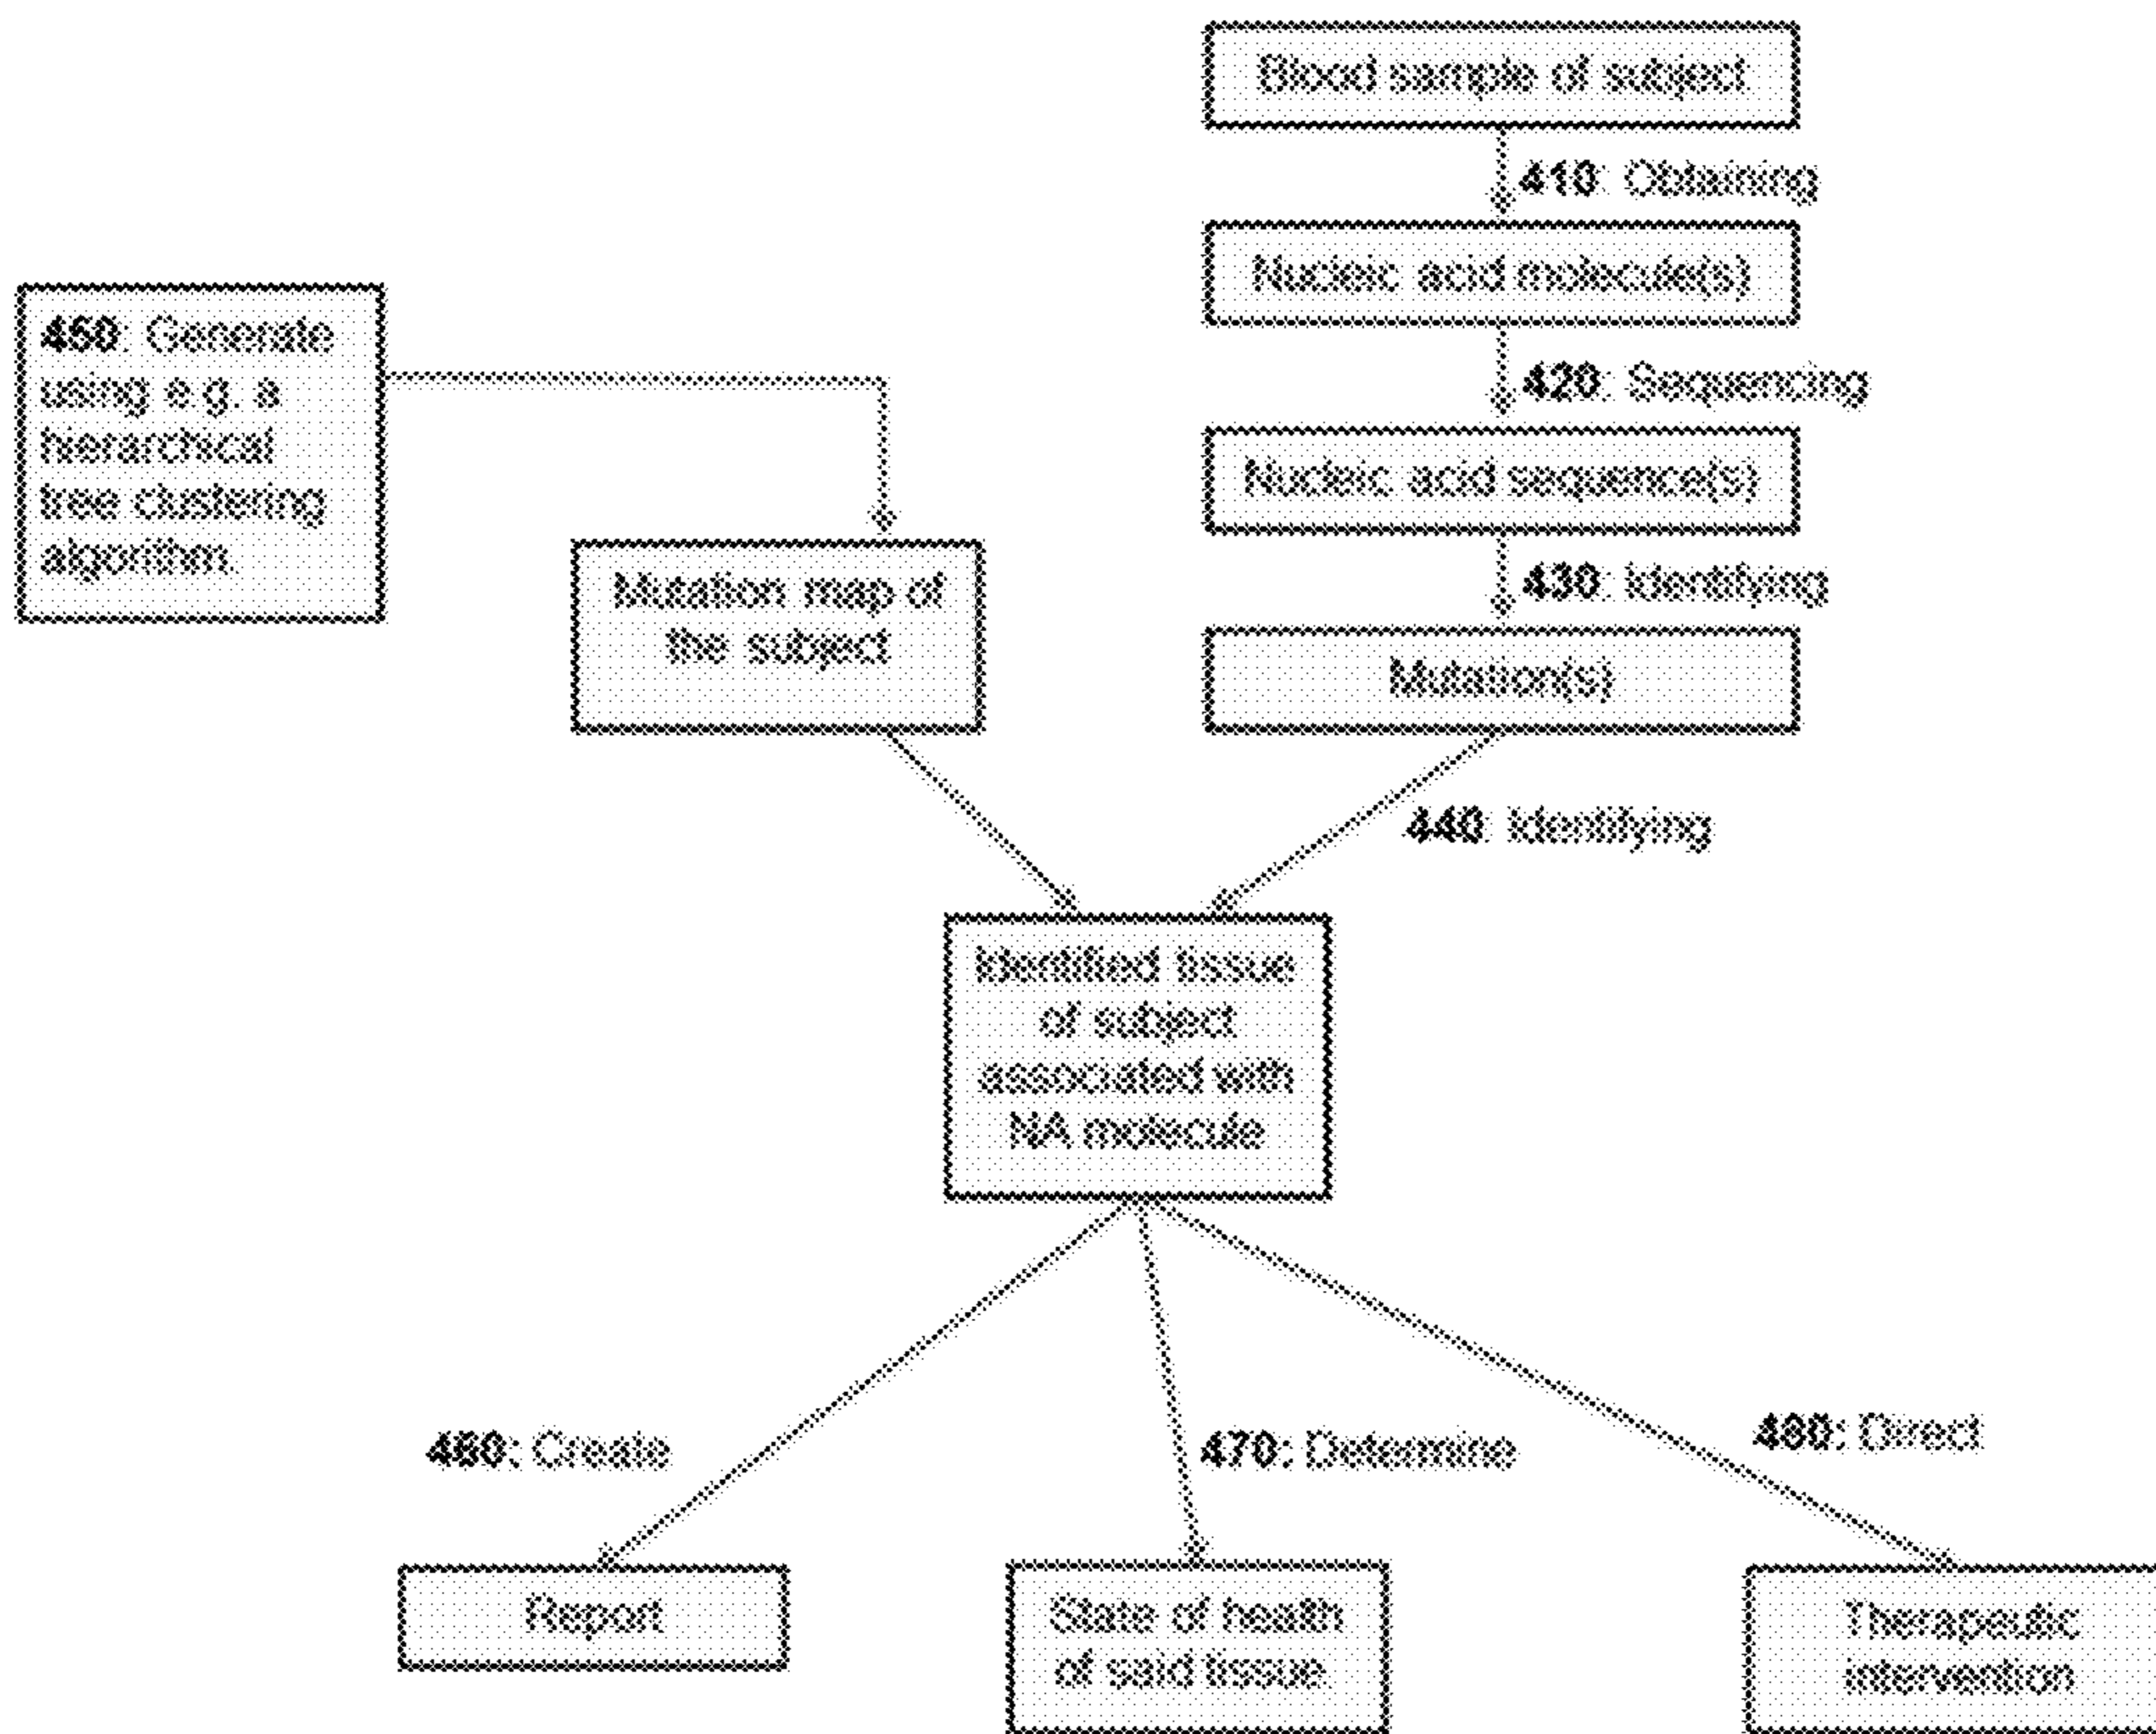 Blood sample of subject
410: Obtaining
Nucleic acid molecule(s)
420: Sequencing
Nucleic acid sequence(s)
430: Identifying
Mutation(s)
450: Generate
using e.g. a
hierarchical
tree clustering
algorithm.
Mutation map of
the subject
440: Identifying
Identified tissue
of subject
associated with
NA molecule
460: Create
470: Determine
480: Direct
Report
State of health
of said tissue
Therapeutic
intervention